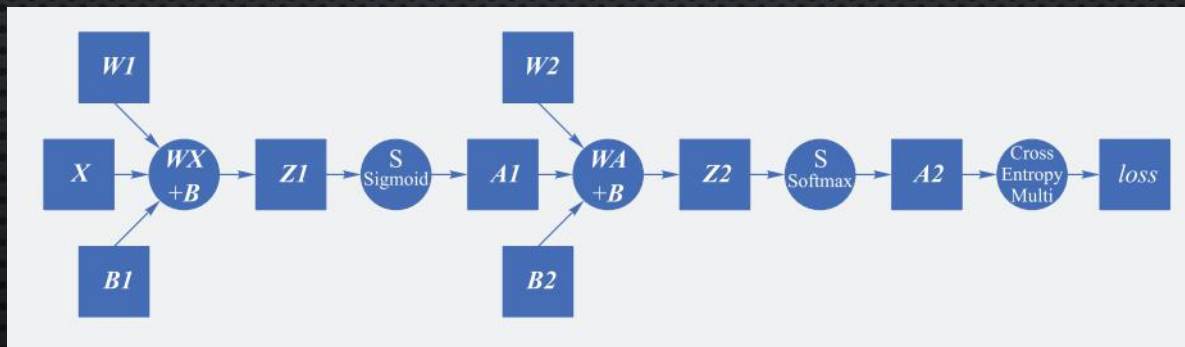 W1
W2
X
WX
+B
Z1
S
Sigmoid
A1
WA
+B
Z2
S
Softmax
A2
Cross
Entropy
Multi
loss
B1
B2